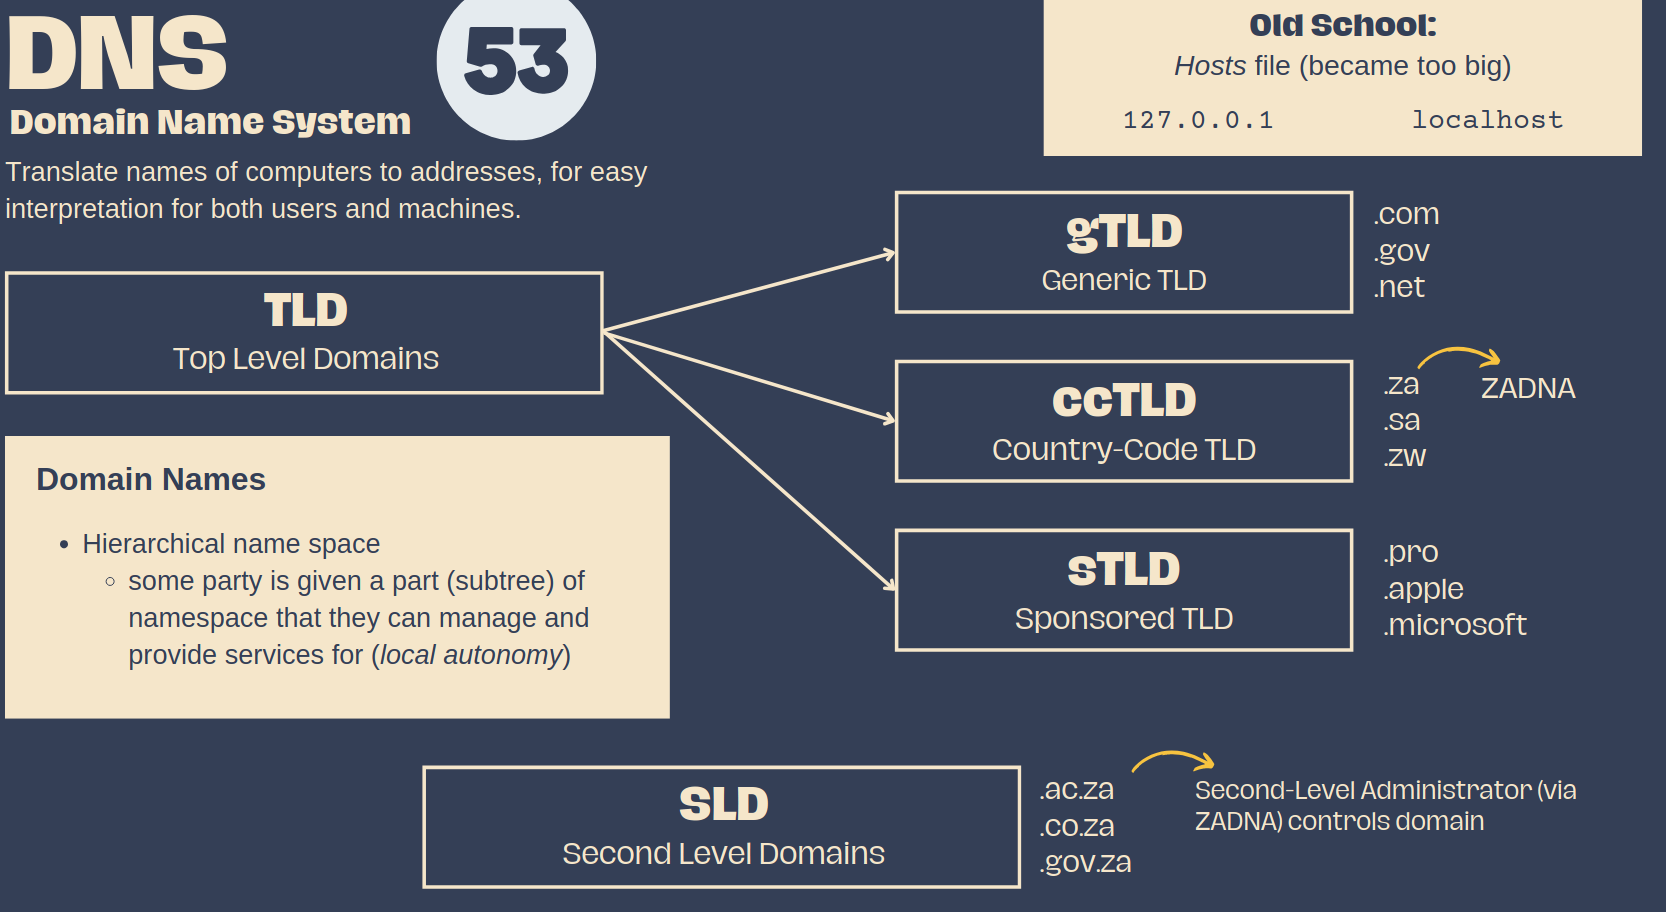 DNS
53
Domain Name System
Translate names of computers to addresses, for easy
interpretation for both users and machines.
Old School:
Hosts file (became too big)
127.0.0.1 localhost
TLD
Top Level Domains
gTLD
Generic TLD
.com
.gov
.net
ccTLD
Country-Code TLD
.za
.sa
.zw
ZADNA
sTLD
Sponsored TLD
.pro
.apple
.microsoft
Domain Names
• Hierarchical name space
◦ some party is given a part (subtree) of
namespace that they can manage and
provide services for (local autonomy)
SLD
Second Level Domains
.ac.za
.co.za
.gov.za
Second-Level Administrator (via
ZADNA) controls domain